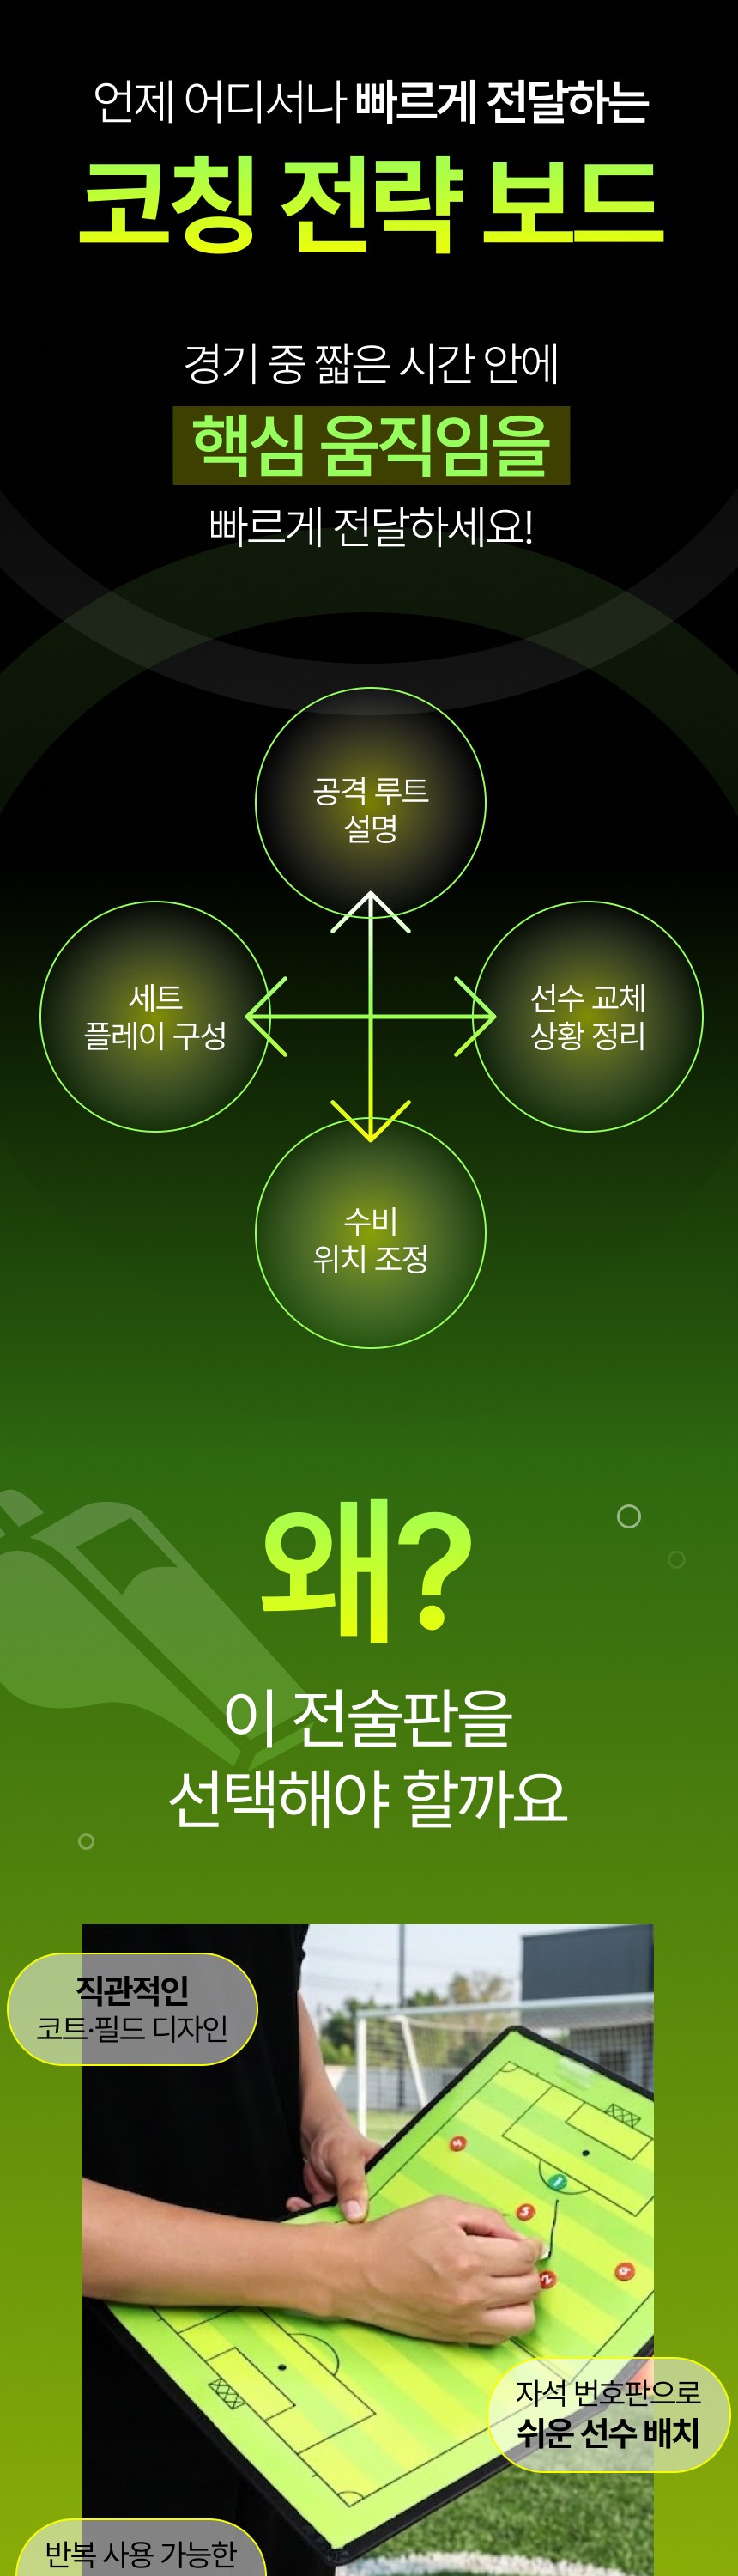 언제 어디서나 빠르게 전달하는
코칭 전략 보드
경기 중 짧은 시간 안에
핵심 움직임을
빠르게 전달하세요!
공격 루트
설명
세트
플레이 구성
선수 교체
상황 정리
수비
위치 조정
왜?
이 전술판을
선택해야 할까요
직관적인
코트·필드 디자인
3
1
5
2
6
자석 번호판으로
쉬운 선수 배치
반복 사용 가능한